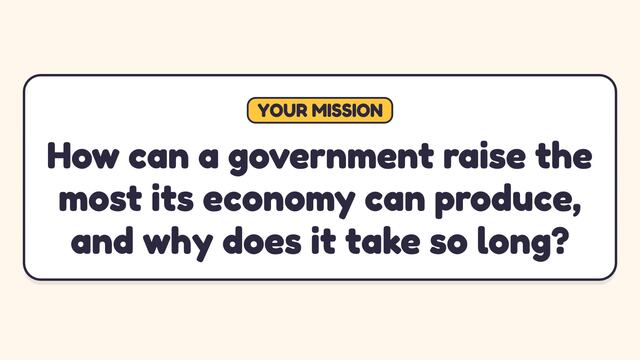 YOUR MISSION
How can a government raise the
most its economy can produce,
and why does it take so long?